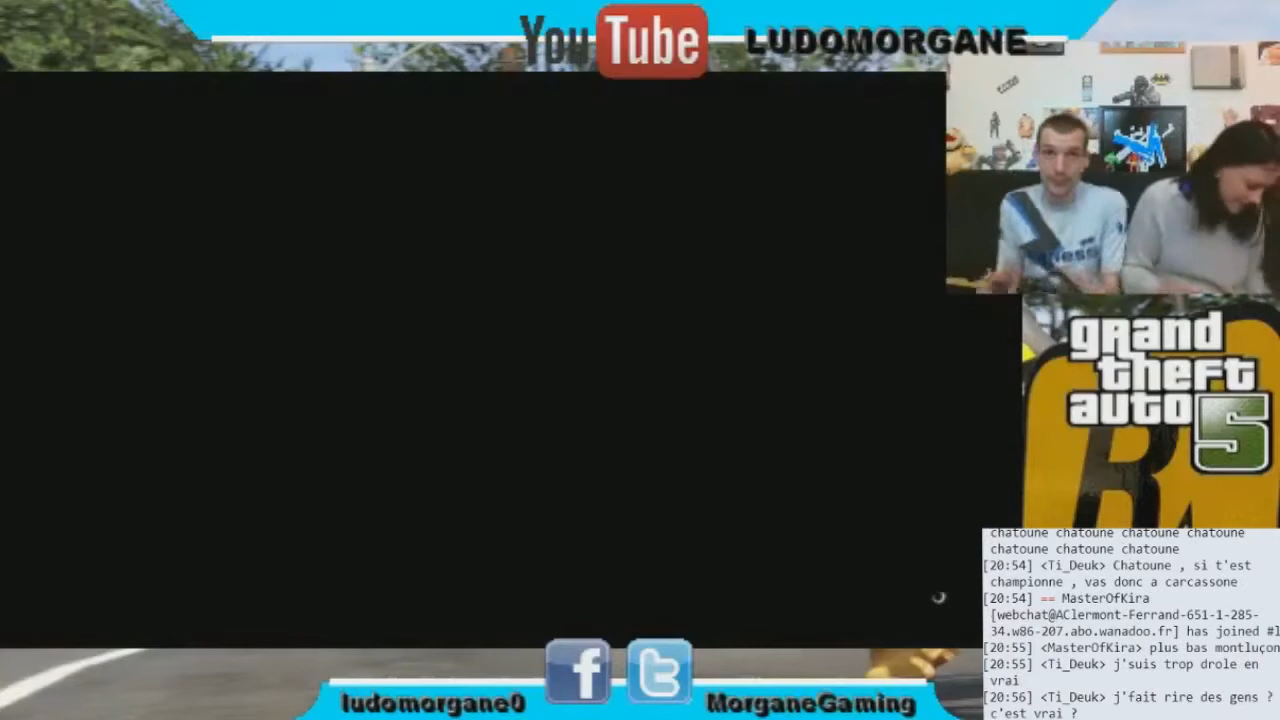 YouTube LUDOMORGANE
ness
grand
theft
auto
5
R
chatoune chatoune chatoune chatoune
chatoune chatoune chatoune
[20:54] <Ti_Deuk> Chatoune , si t'est
championne , vas donc a carcassone
[20:54] == MasterOfKira
[webchat@AClermont-Ferrand-651-1-285-
34.w86-207.abo.wanadoo.fr] has joined #l
[20:55] <MasterOfKira> plus bas montluçon
[20:55] <Ti_Deuk> j'suis trop drole en
vrai
[20:56] <Ti_Deuk> j'fait rire des gens ?
c'est vrai ?
f t
ludomorgane0 MorganeGaming